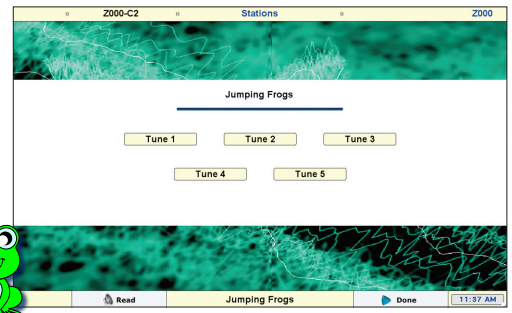 Z000-C2 Stations Z000
Jumping Frogs
Tune 1 Tune 2 Tune 3
Tune 4 Tune 5
Read Jumping Frogs Done 11:37 AM